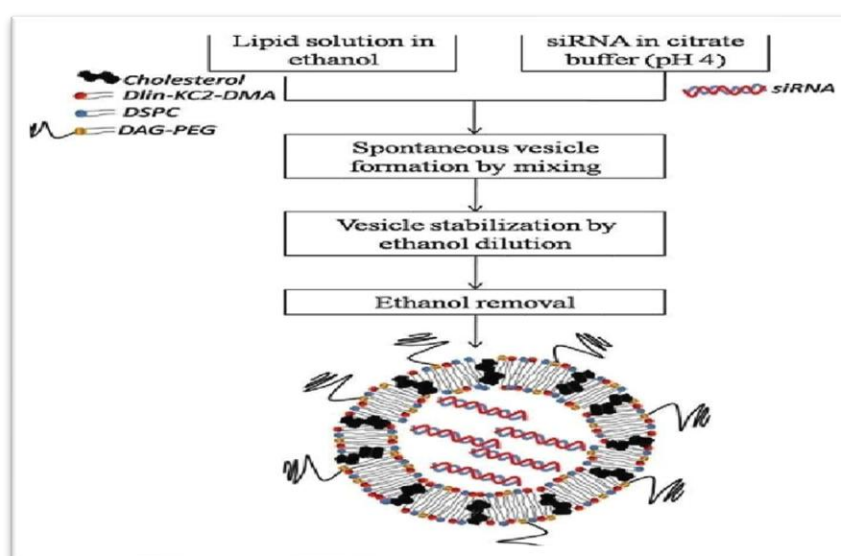 Lipid solution in
ethanol
siRNA in citrate
buffer (pH 4)
Cholesterol
Dlin-KC2-DMA
DSPC
DAG-PEG
siRNA
Spontaneous vesicle
formation by mixing
Vesicle stabilization by
ethanol dilution
Ethanol removal